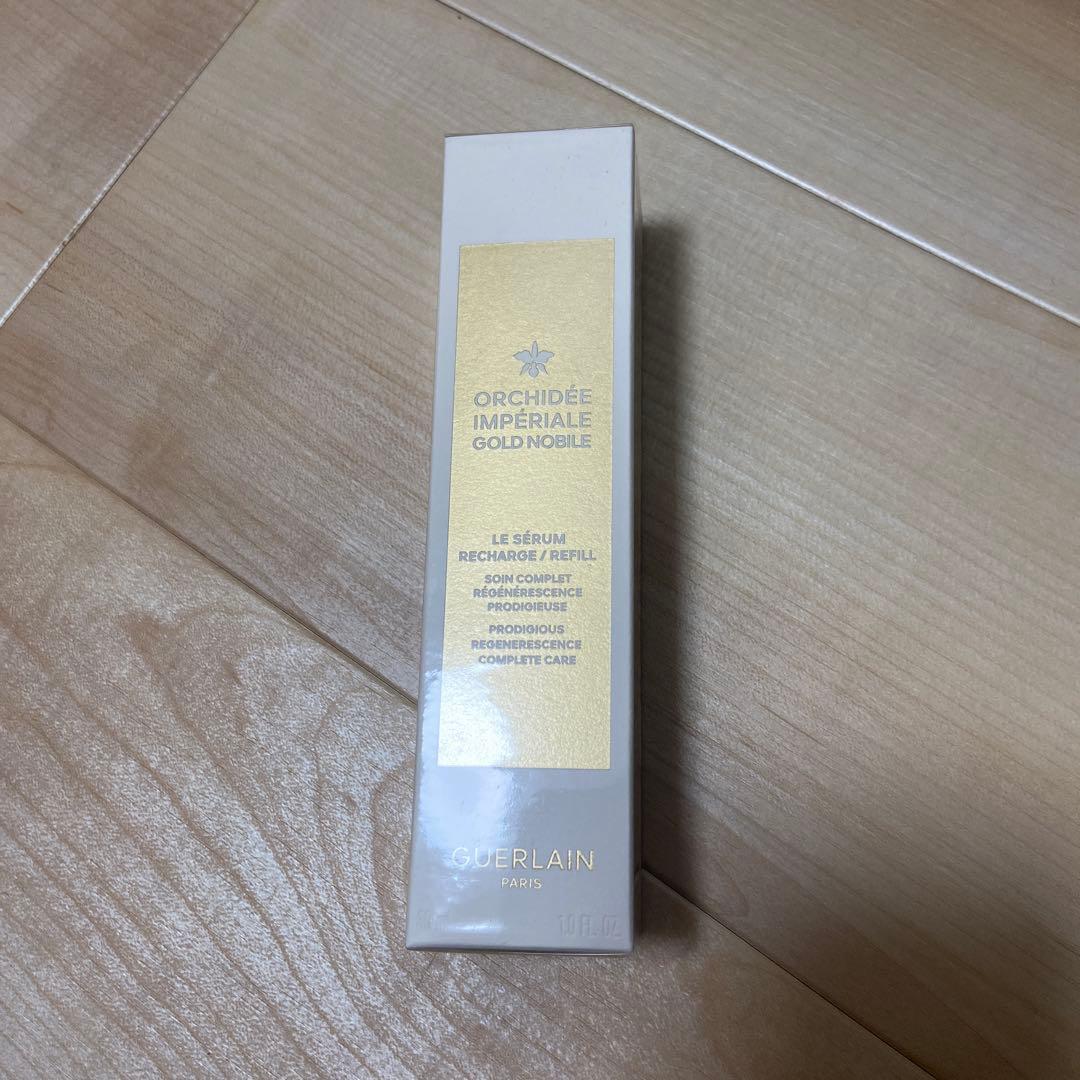 ORCHIDÉE
IMPÉRIALE
GOLD NOBILE
LE SÉRUM
RECHARGE / REFILL
SOIN COMPLET
RÉGÉNÉRESCENCE
PRODIGIEUSE
PRODIGIOUS
REGENERESCENCE
COMPLETE CARE
GUERLAIN
PARIS
1.0 FL. OZ.